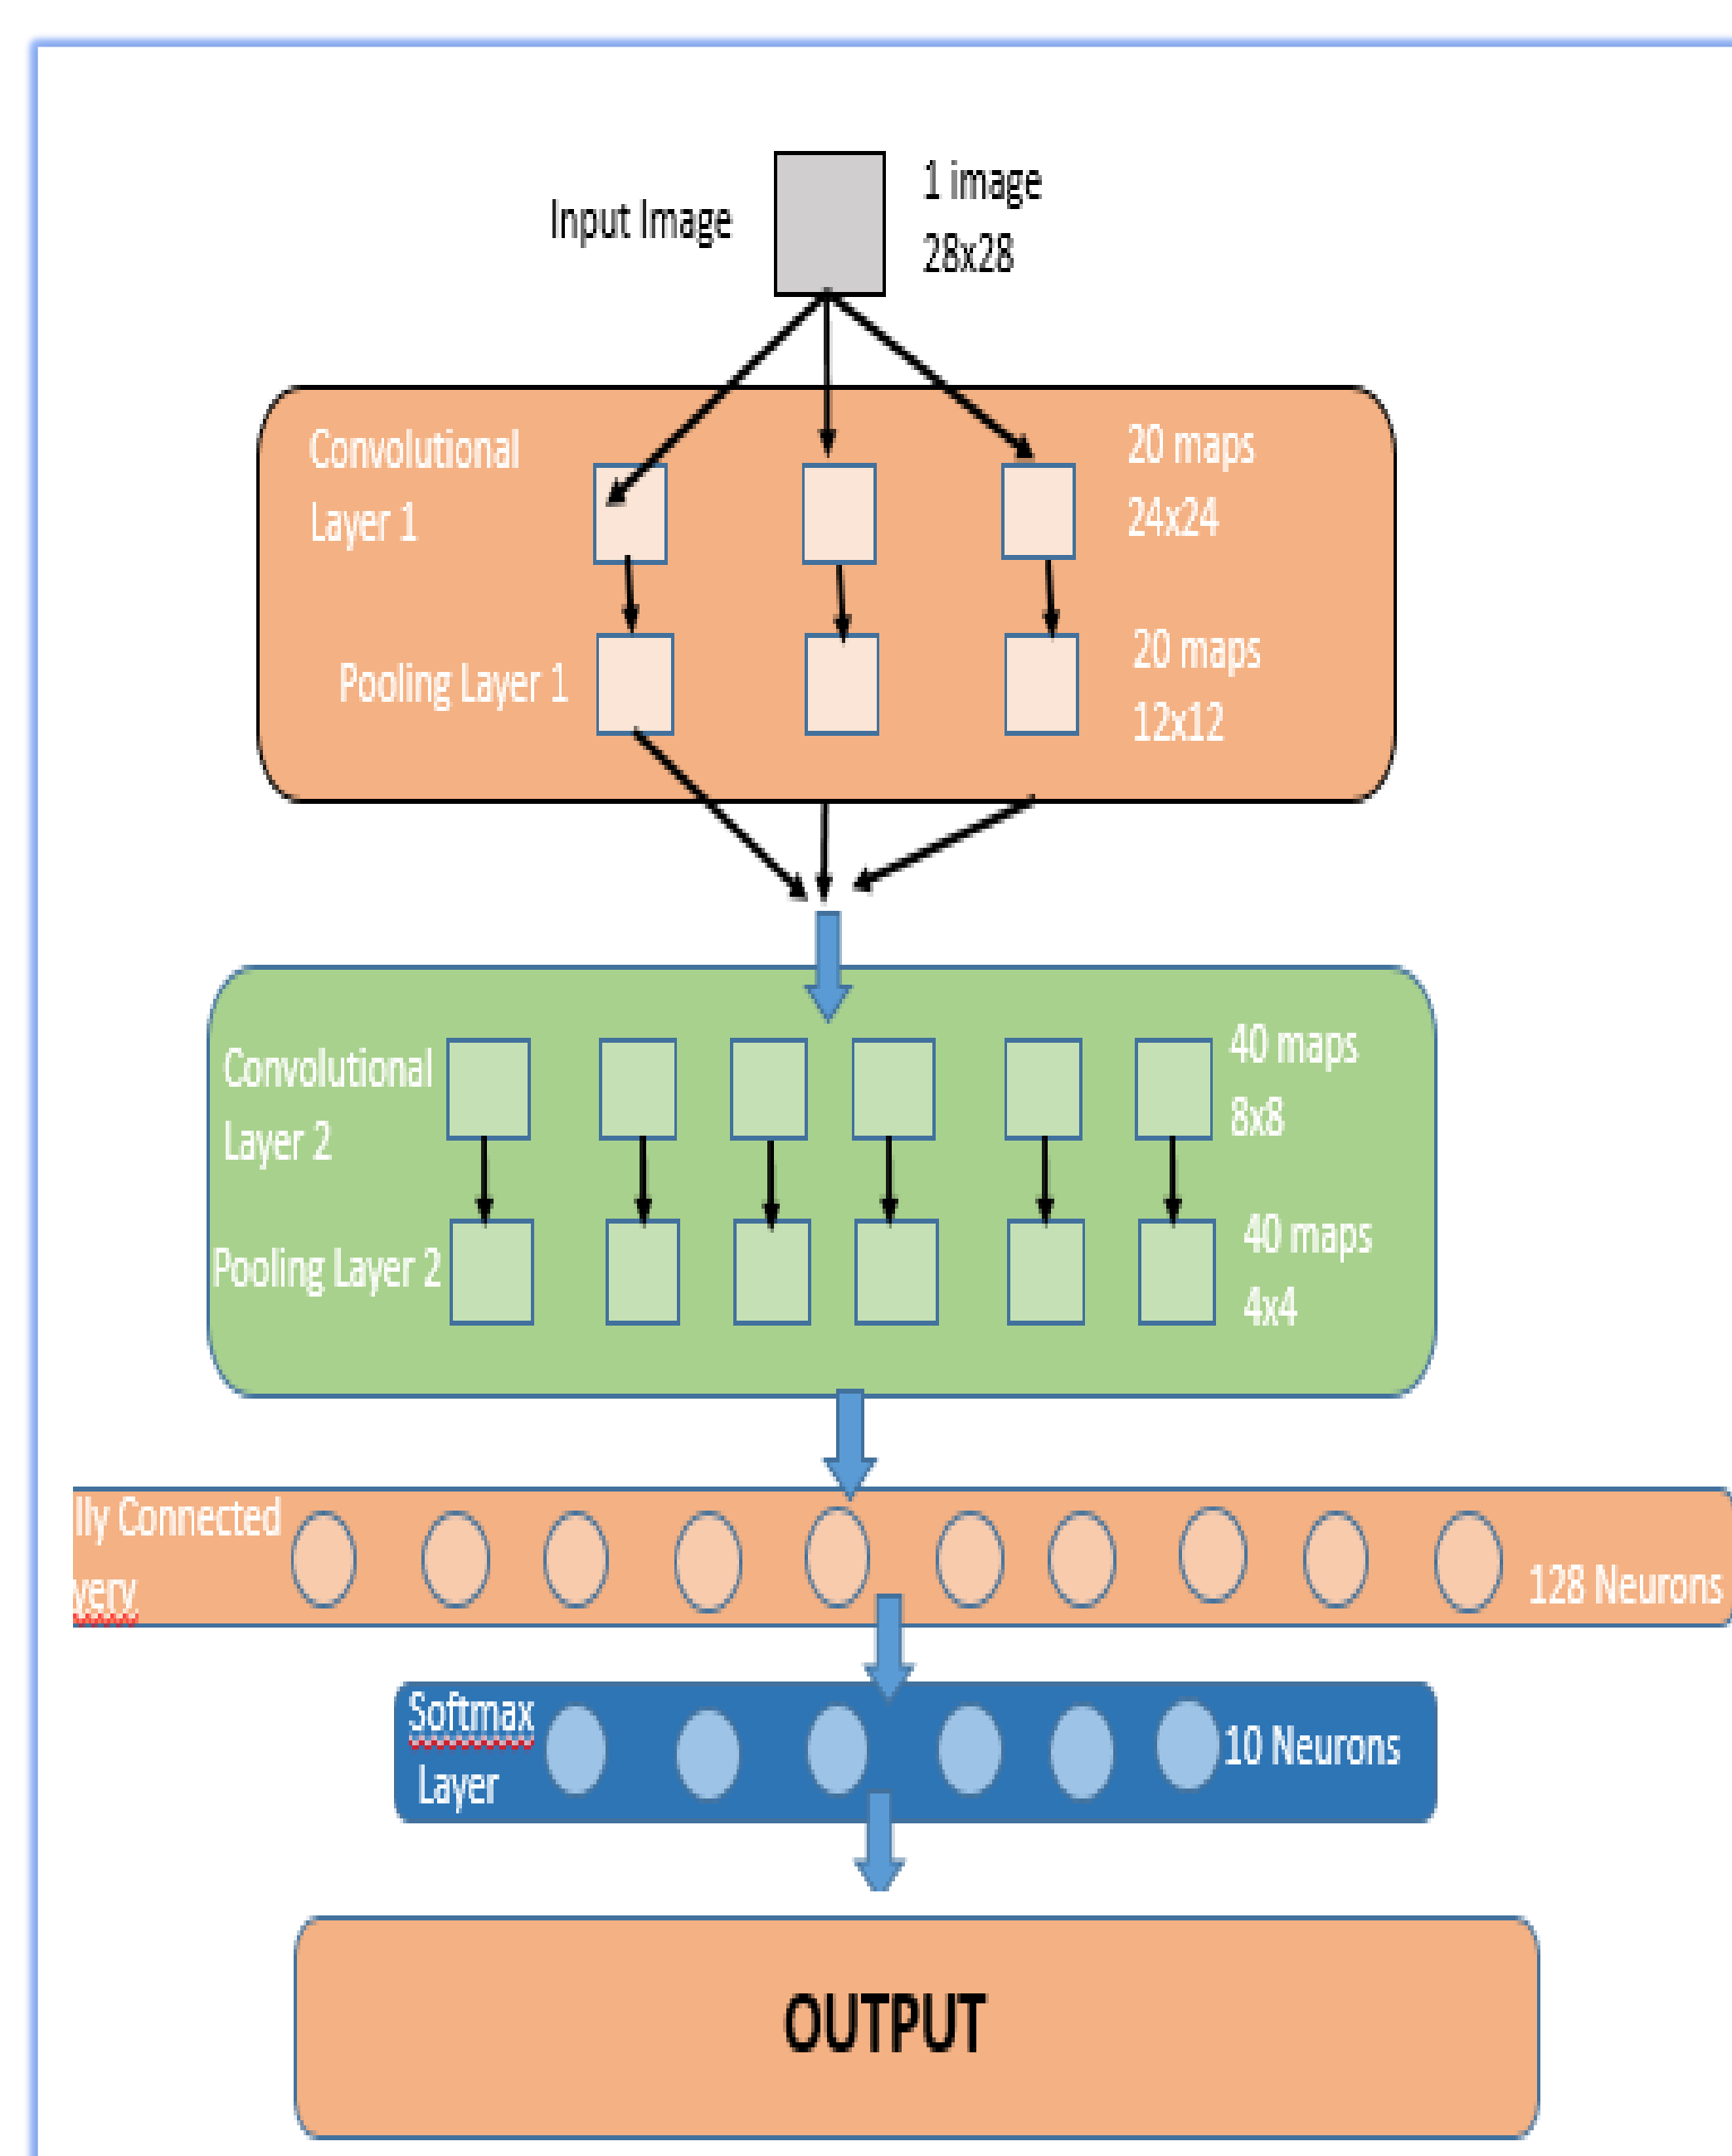 Input Image
1 image
28x28
Convolutional
Layer 1
20 maps
24x24
Pooling Layer 1
20 maps
12x12
Convolutional
Layer 2
40 maps
8x8
Pooling Layer 2
40 maps
4x4
lly Connected
yery
128 Neurons
Softmax
Layer
10 Neurons
OUTPUT